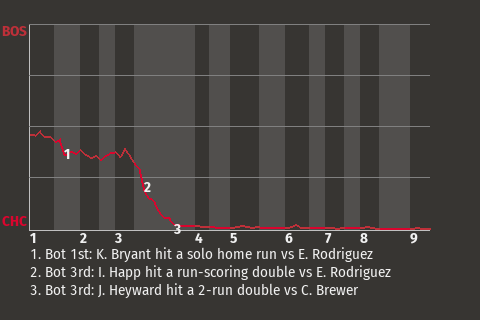 BOS
1
2
3
CHC
1 2 3 4 5 6 7 8 9
1. Bot 1st: K. Bryant hit a solo home run vs E. Rodriguez
2. Bot 3rd: I. Happ hit a run-scoring double vs E. Rodriguez
3. Bot 3rd: J. Heyward hit a 2-run double vs C. Brewer